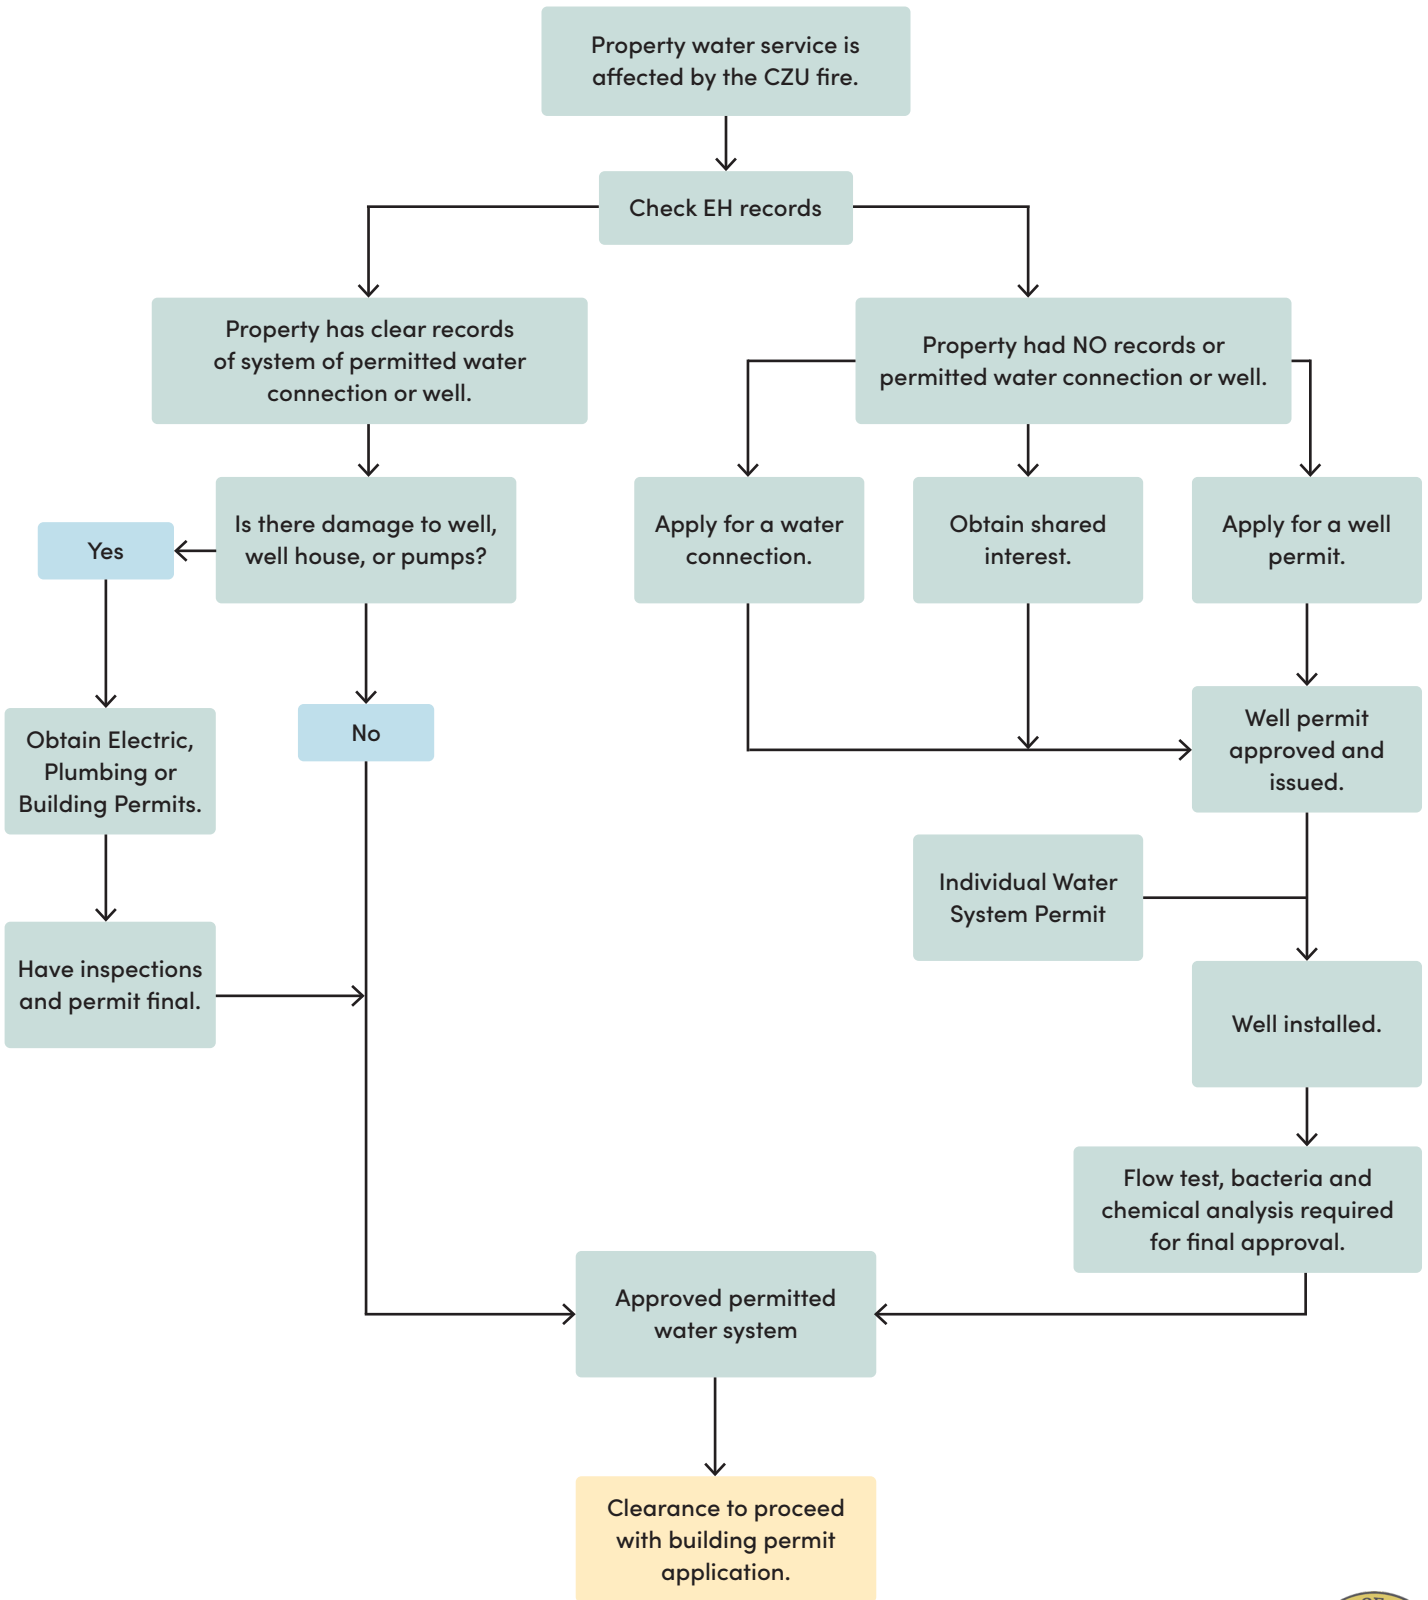 Property water service is
affected by the CZU fire.
Check EH records
Property has clear records
of system of permitted water
connection or well.
Property had NO records or
permitted water connection or well.
Is there damage to well,
well house, or pumps?
Yes
Apply for a water
connection.
Obtain shared
interest.
Apply for a well
permit.
Obtain Electric,
Plumbing or
Building Permits.
No
Well permit
approved and
issued.
Individual Water
System Permit
Have inspections
and permit final.
Well installed.
Flow test, bacteria and
chemical analysis required
for final approval.
Approved permitted
water system
Clearance to proceed
with building permit
application.
OF